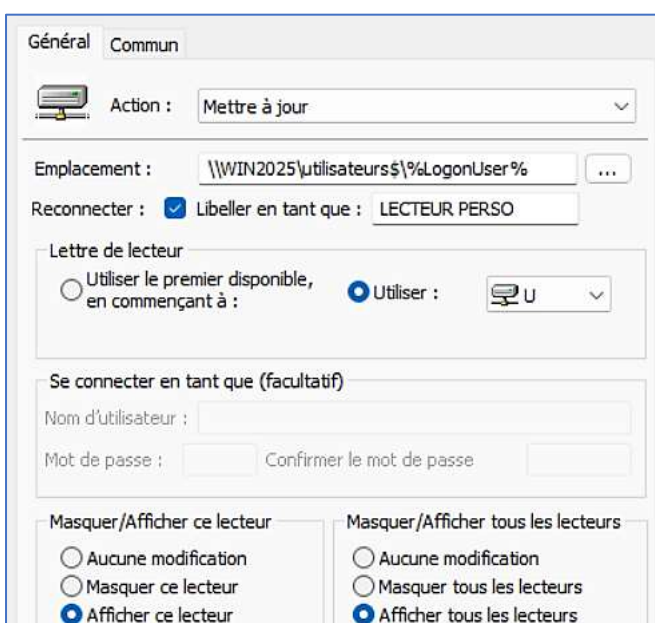 Général Commun
Action : Mettre à jour
Emplacement : \\WIN2025\utilisateurs$\%LogonUser% ...
Reconnecter : Libeller en tant que : LECTEUR PERSO
Lettre de lecteur
Utiliser le premier disponible,
en commençant à :
Utiliser : U
Se connecter en tant que (facultatif)
Nom d'utilisateur :
Mot de passe : Confirmer le mot de passe
Masquer/Afficher ce lecteur Masquer/Afficher tous les lecteurs
Aucune modification Aucune modification
Masquer ce lecteur Masquer tous les lecteurs
Afficher ce lecteur Afficher tous les lecteurs